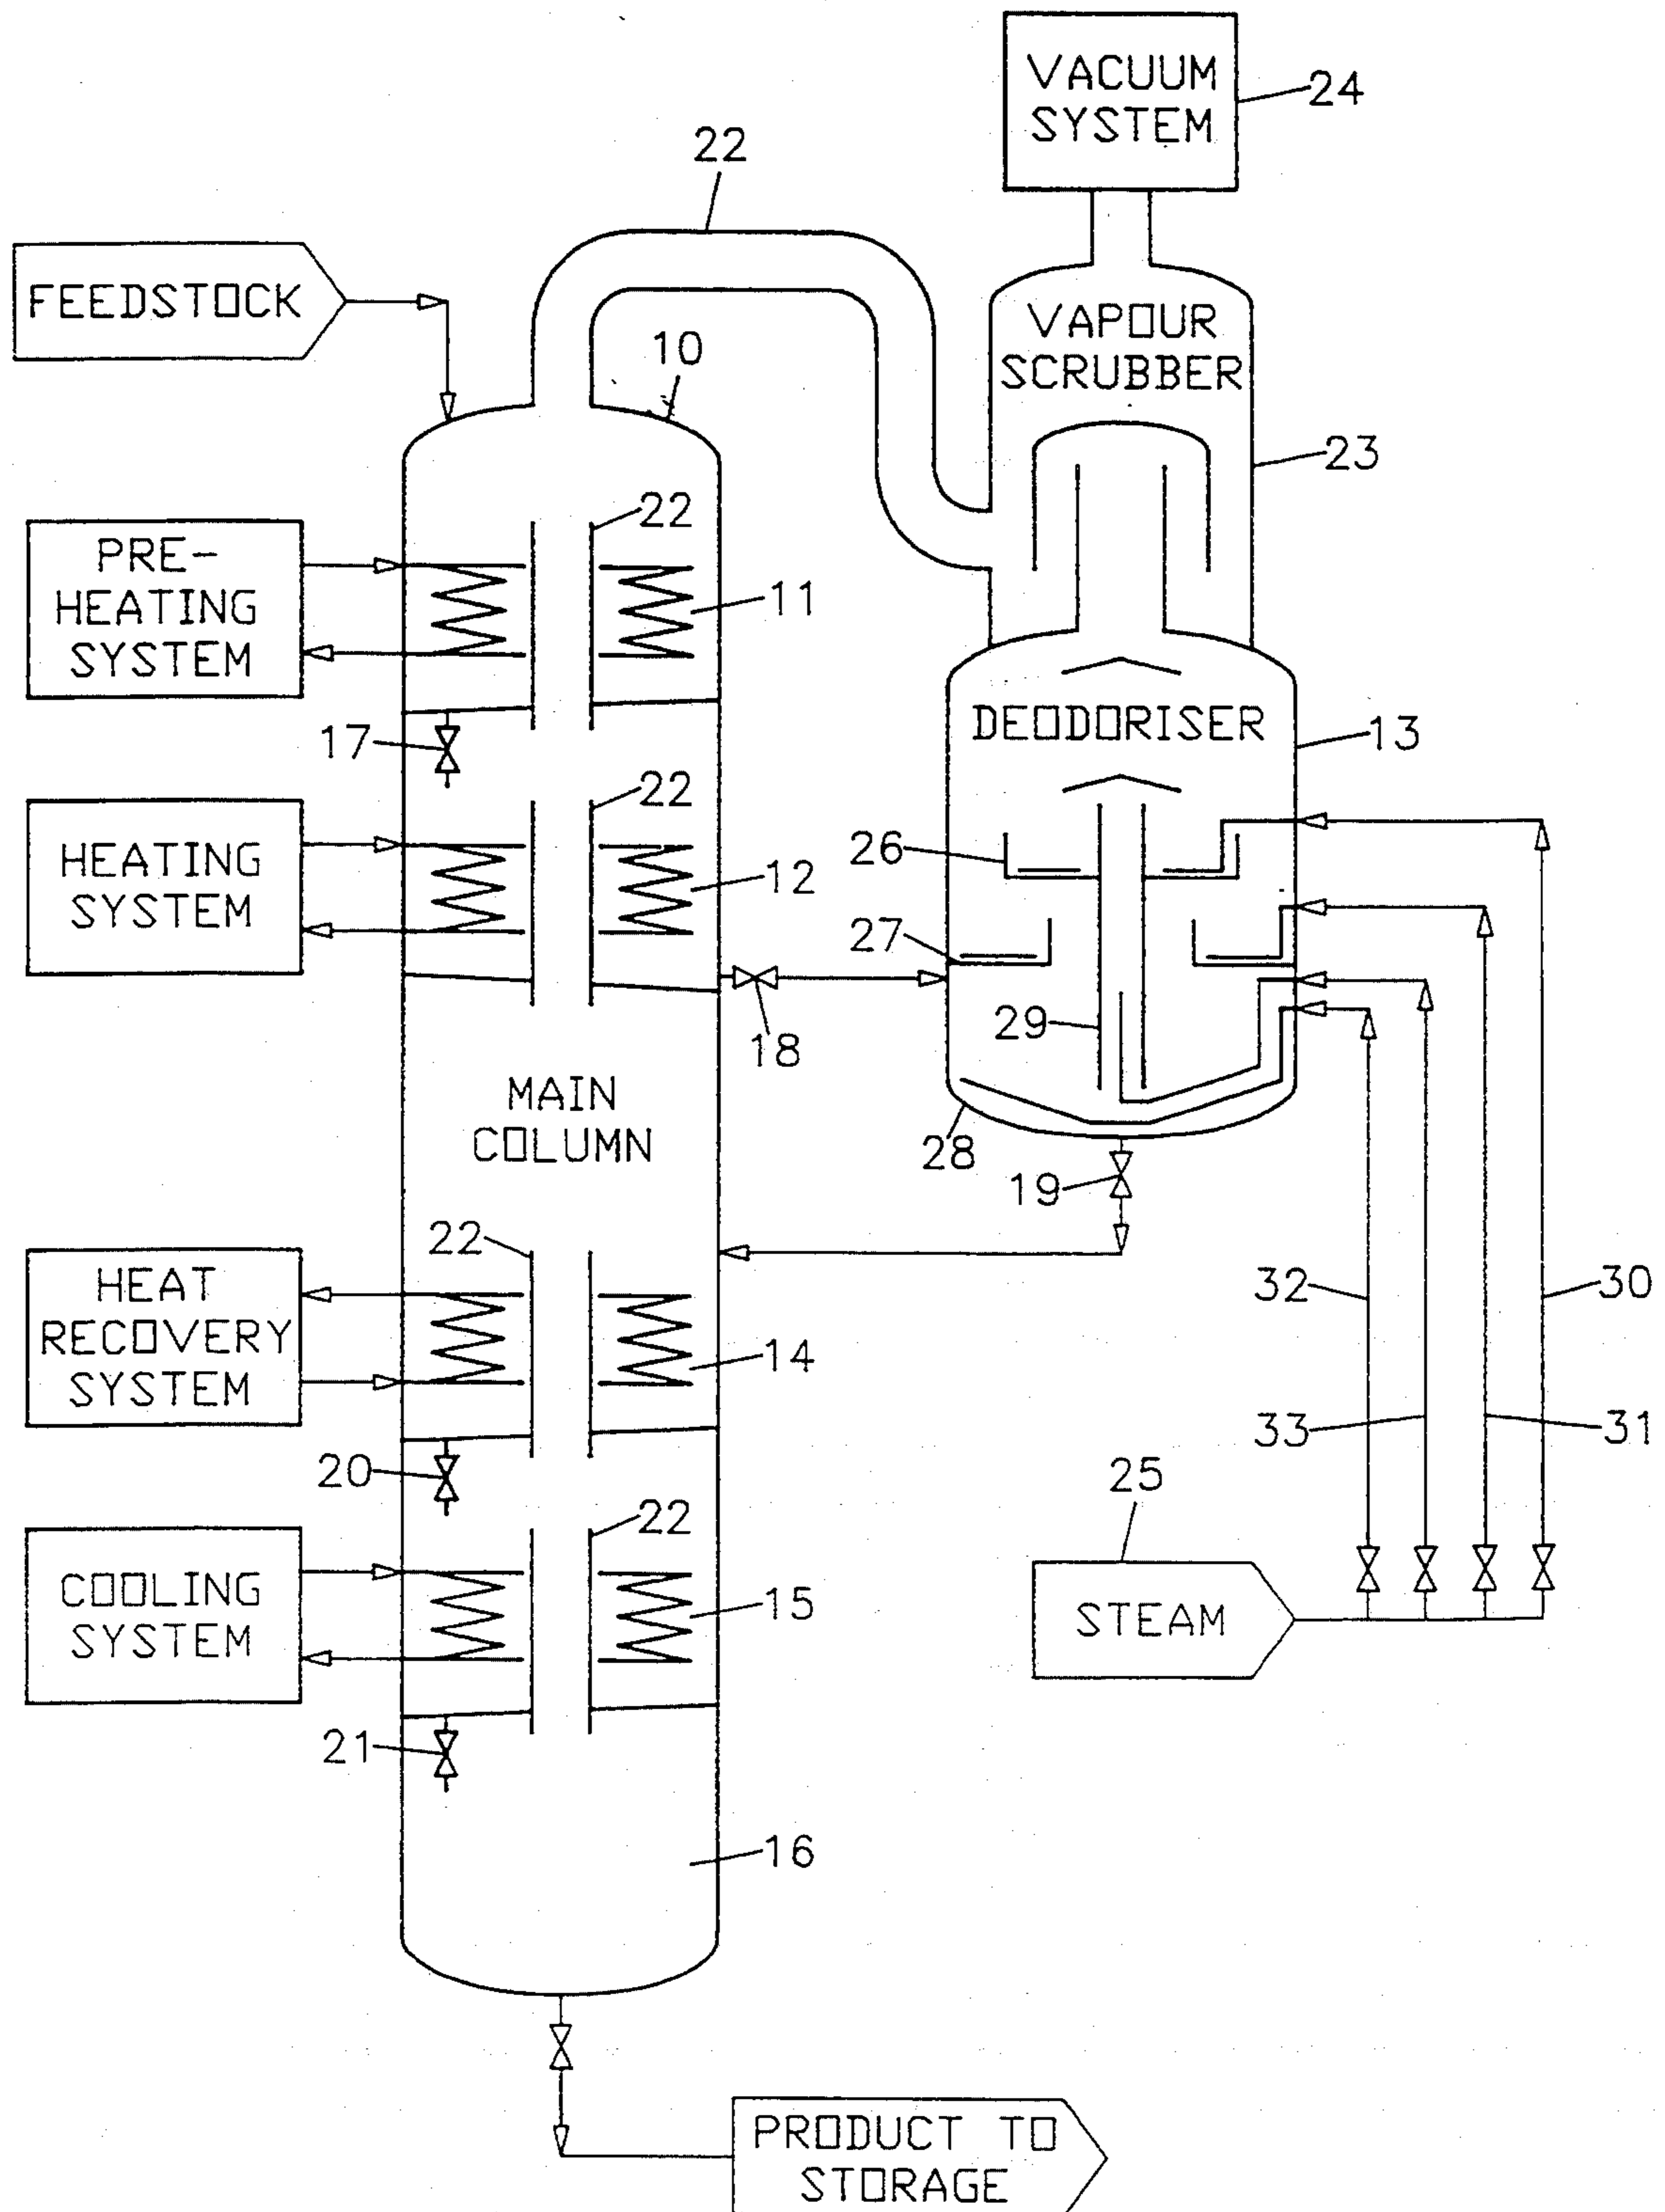 VACUUM
SYSTEM
24
22
FEEDSTOCK
VAPOUR
SCRUBBER
10
23
22
PRE-
HEATING
SYSTEM
11
DEODORISER
13
17
22
HEATING
SYSTEM
12
26
27
18
29
MAIN
COLUMN
28
19
22
HEAT
RECOVERY
SYSTEM
14
32
30
33
31
20
25
22
COOLING
SYSTEM
15
STEAM
21
16
PRODUCT TO
STORAGE